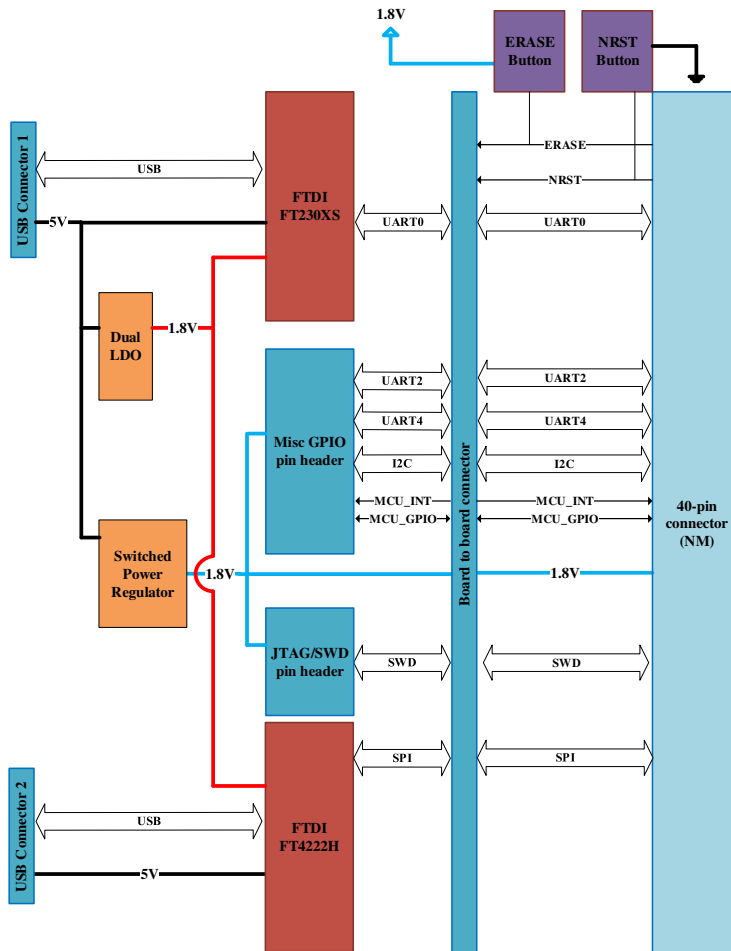 1.8V
ERASE
Button
NRST
Button
USB Connector 1
USB
5V
FTDI
FT230XS
ERASE
NRST
UART0
UART0
Dual
LDO
1.8V
Misc GPIO
pin header
UART2
UART2
UART4
UART4
I2C
I2C
MCU_INT
MCU_INT
MCU_GPIO
MCU_GPIO
Board to board connector
40-pin
connector
(NM)
Switched
Power
Regulator
1.8V
1.8V
JTAG/SWD
pin header
SWD
SWD
SPI
SPI
USB Connector 2
USB
5V
FTDI
FT4222H